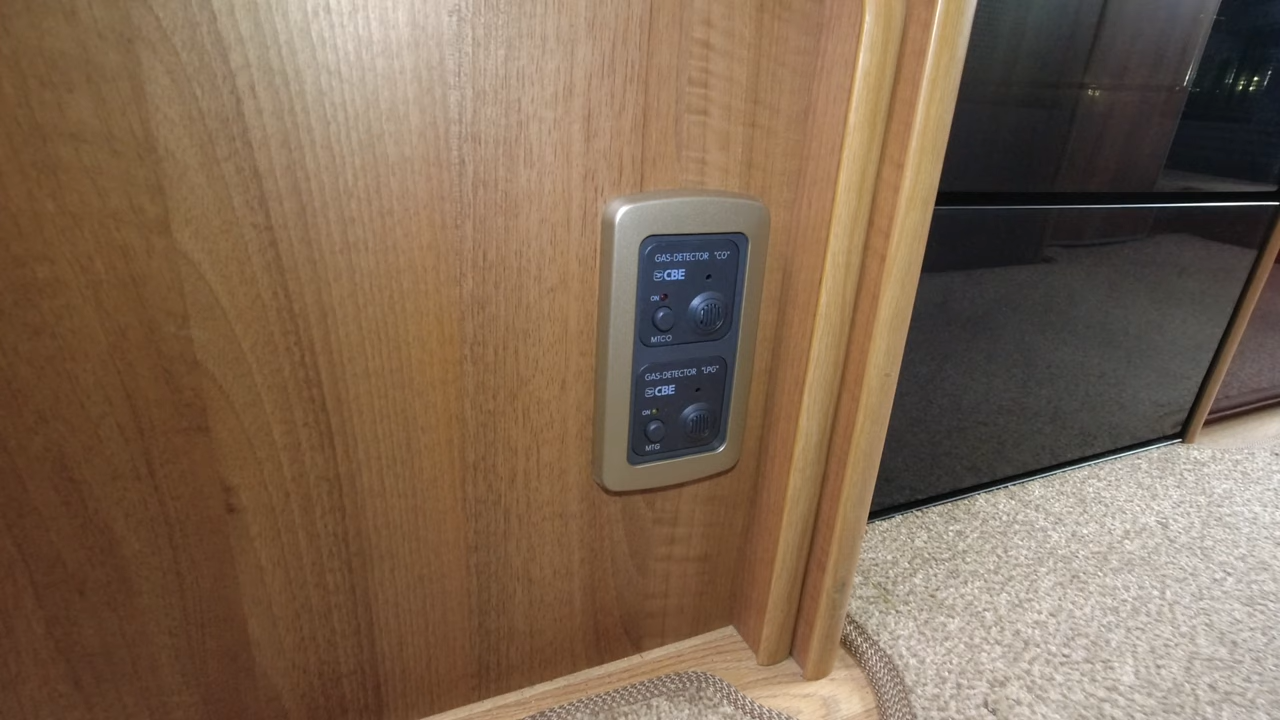 GAS-DETECTOR "CO"
CBE
ON
MTCO
GAS-DETECTOR "LPG"
CBE
ON
MTG